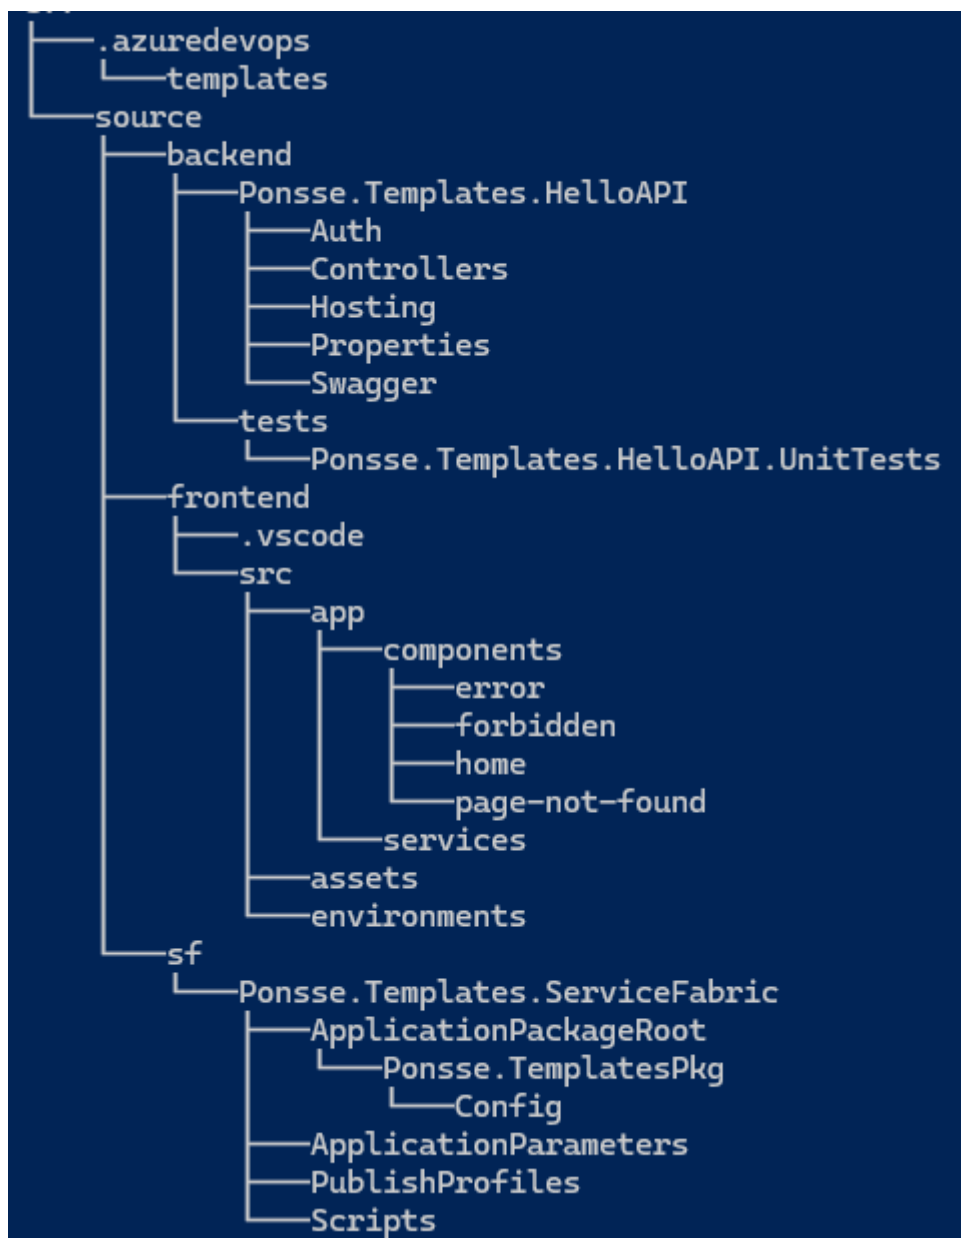 .azuredevops
templates
source
backend
Ponsse.Templates.HelloAPI
Auth
Controllers
Hosting
Properties
Swagger
tests
Ponsse.Templates.HelloAPI.UnitTests
frontend
.vscode
src
app
components
error
forbidden
home
page-not-found
services
assets
environments
sf
Ponsse.Templates.ServiceFabric
ApplicationPackageRoot
Ponsse.TemplatesPkg
Config
ApplicationParameters
PublishProfiles
Scripts